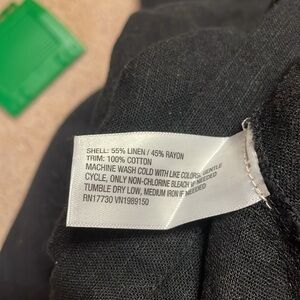 SHELL: 55% LINEN / 45% RAYON
TRIM: 100% COTTON
MACHINE WASH COLD WITH LIKE COLORS, GENTLE
CYCLE, ONLY NON-CHLORINE BLEACH IF NEEDED
TUMBLE DRY LOW, MEDIUM IRON IF NEEDED
RN17730 VN1989150